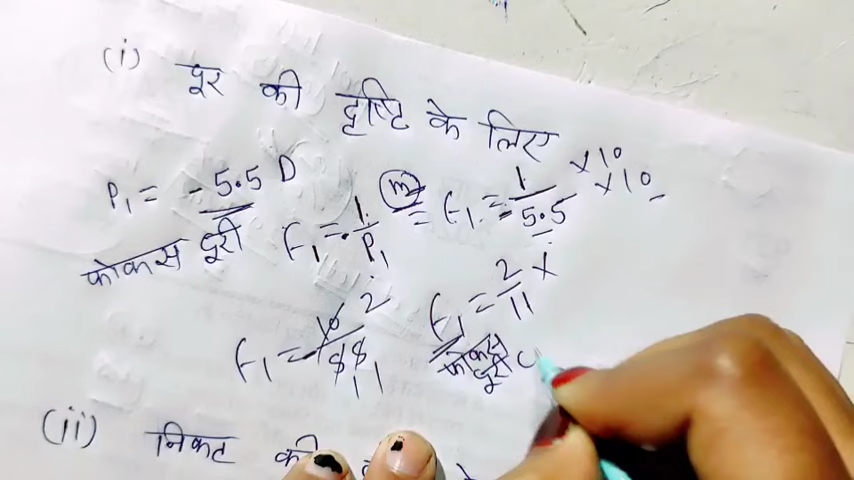 (i) दूर की दृष्टि के लिए
P₁ = - 5.5 D
फोकस दूरी F₁ = 1/P₁ (m) = F₁ = 1/-5.5 ×10 ×10
F₁ = 10/55 2 11
F₁ = 2/11 ×
फोकस दूरी
(ii) निकट की